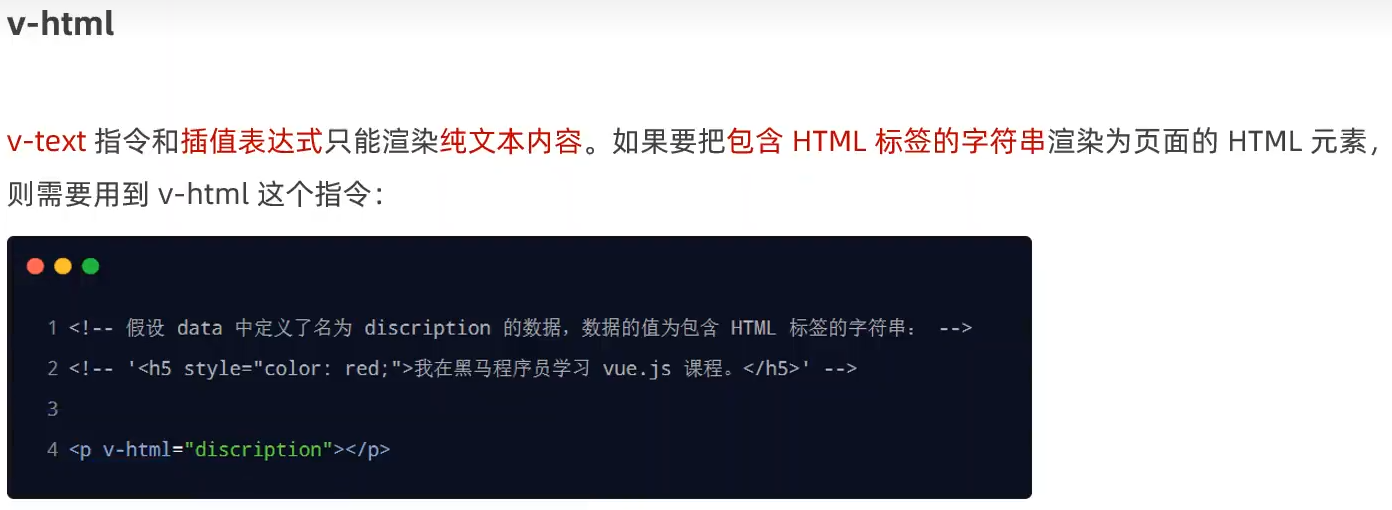 v-html
v-text 指令和插值表达式只能渲染纯文本内容。如果要把包含 HTML 标签的字符串渲染为页面的 HTML 元素，
则需要用到 v-html 这个指令：
1 <!-- 假设 data 中定义了名为 discription 的数据，数据的值为包含 HTML 标签的字符串： -->
2 <!-- '<h5 style="color: red;">我在黑马程序员学习 vue.js 课程。</h5>' -->
3
4 <p v-html="discription"></p>